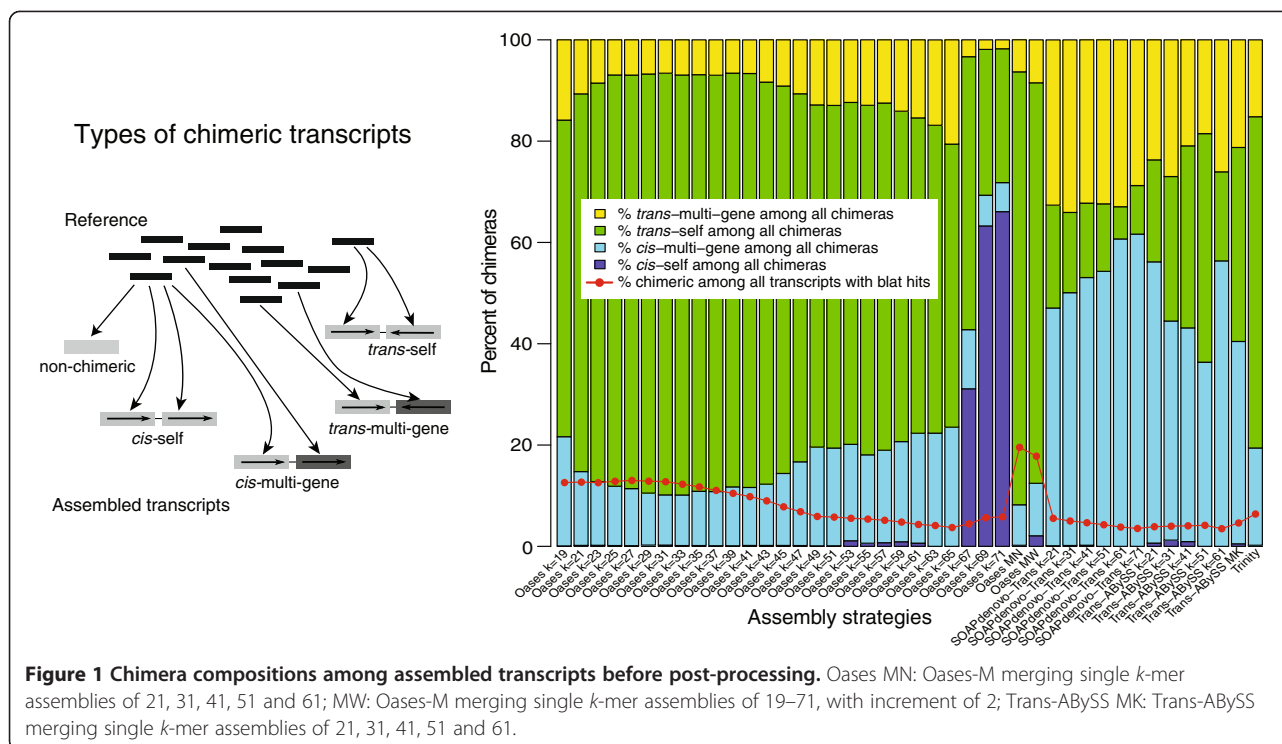 Types of chimeric transcripts
Reference
non-chimeric
cis-self
cis-multi-gene
trans-self
trans-multi-gene
Assembled transcripts
Percent of chimeras
100
80
60
40
20
0
% trans-multi-gene among all chimeras
% trans-self among all chimeras
% cis-multi-gene among all chimeras
% cis-self among all chimeras
% chimeric among all transcripts with blat hits
Oases k=19
Oases k=21
Oases k=23
Oases k=25
Oases k=27
Oases k=29
Oases k=31
Oases k=33
Oases k=35
Oases k=37
Oases k=39
Oases k=41
Oases k=43
Oases k=45
Oases k=47
Oases k=49
Oases k=51
Oases k=53
Oases k=55
Oases k=57
Oases k=59
Oases k=61
Oases k=63
Oases k=65
Oases k=67
Oases k=69
Oases k=71
Oases MN
Oases MW
SOAPdenovo-Trans k=21
SOAPdenovo-Trans k=31
SOAPdenovo-Trans k=41
SOAPdenovo-Trans k=51
SOAPdenovo-Trans k=61
SOAPdenovo-Trans k=71
Trans-ABySS k=21
Trans-ABySS k=31
Trans-ABySS k=41
Trans-ABySS k=51
Trans-ABySS k=61
Trans-ABySS MK
Trinity
Assembly strategies
Figure 1 Chimera compositions among assembled transcripts before post-processing. Oases MN: Oases-M merging single k-mer
assemblies of 21, 31, 41, 51 and 61; MW: Oases-M merging single k-mer assemblies of 19–71, with increment of 2; Trans-ABySS MK: Trans-ABySS
merging single k-mer assemblies of 21, 31, 41, 51 and 61.